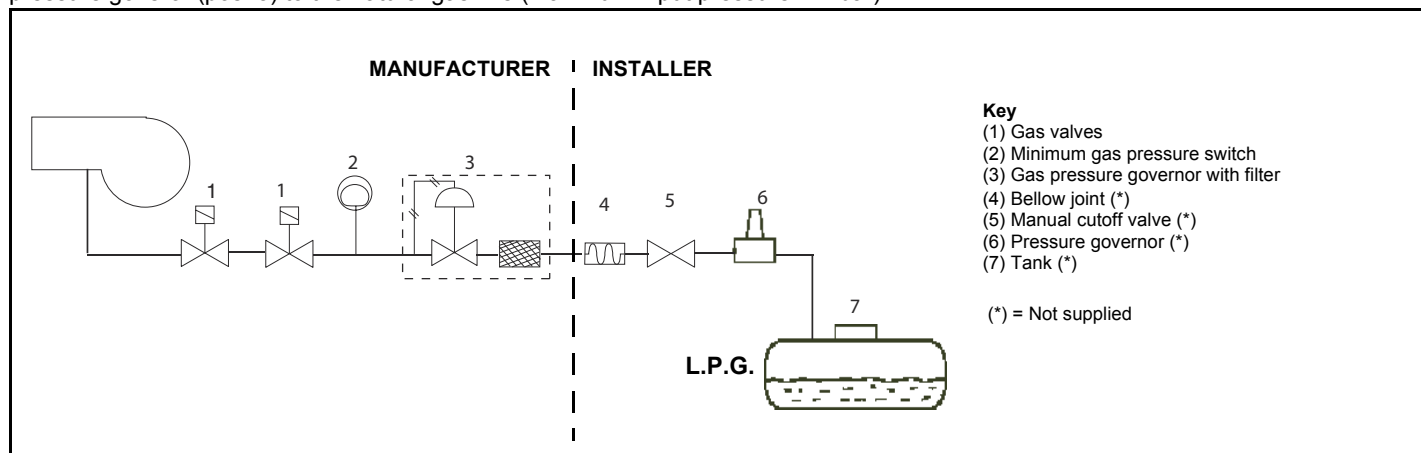 MANUFACTURER INSTALLER
1 1 2 3 4 5 6
7
L.P.G.
Key
(1) Gas valves
(2) Minimum gas pressure switch
(3) Gas pressure governor with filter
(4) Bellow joint (*)
(5) Manual cutoff valve (*)
(6) Pressure governor (*)
(7) Tank (*)
(*) = Not supplied